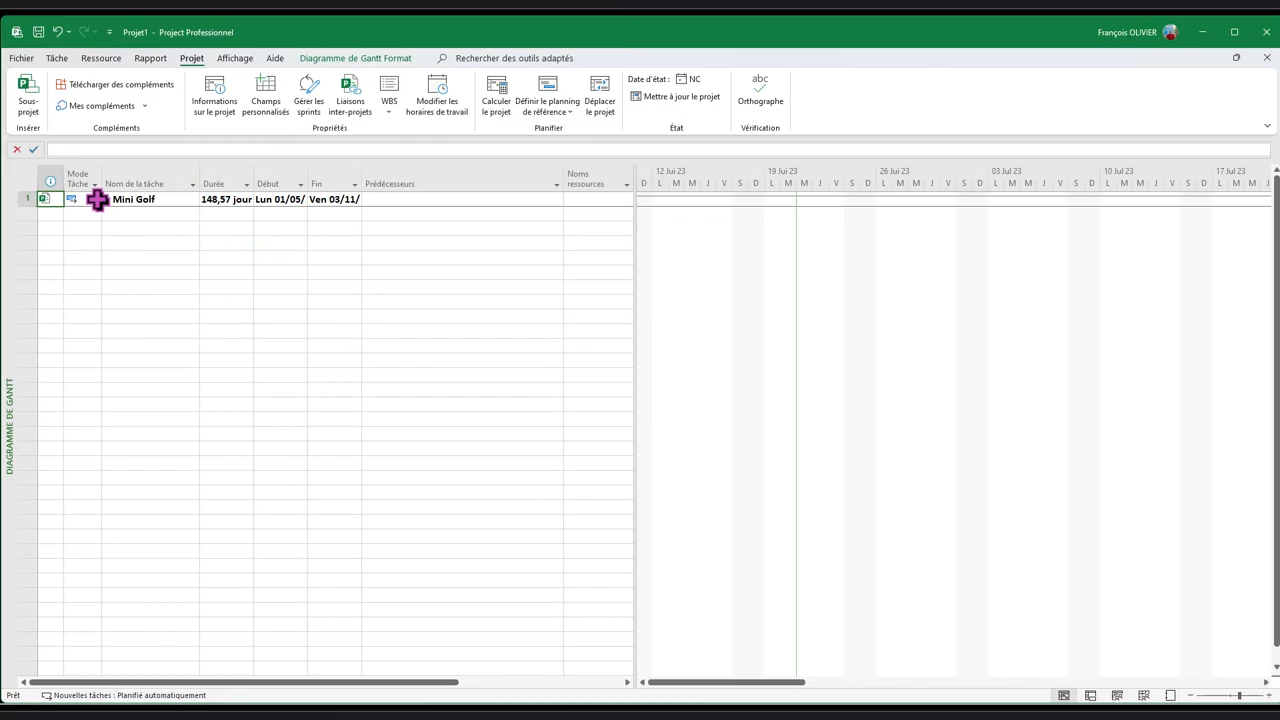 Projet1 - Project Professionnel
François OLIVIER
Fichier Tâche Ressource Rapport Projet Affichage Aide Diagramme de Gantt Format Rechercher des outils adaptés
Sous-projet
Insérer
Télécharger des compléments
Mes compléments
Compléments
Informations sur le projet
Champs personnalisés
Gérer les sprints
Liaisons inter-projets
WBS
Modifier les horaires de travail
Propriétés
Calculer le projet
Définir le planning de référence
Déplacer le projet
Planifier
Date d'état : NC
Mettre à jour le projet
État
abc
Orthographe
Vérification
Mode Tâche Nom de la tâche Durée Début Fin Prédécesseurs Noms ressources
1 Mini Golf 148,57 jour Lun 01/05/ Ven 03/11/
12 Jui 23 19 Jui 23 26 Jui 23 03 Jul 23 10 Jul 23 17 Jul 23
D L M M J V S D L M M J V S D L M M J V S D L M M J V S D L M M J V S D L M M J
DIAGRAMME DE GANTT
Prêt Nouvelles tâches : Planifié automatiquement